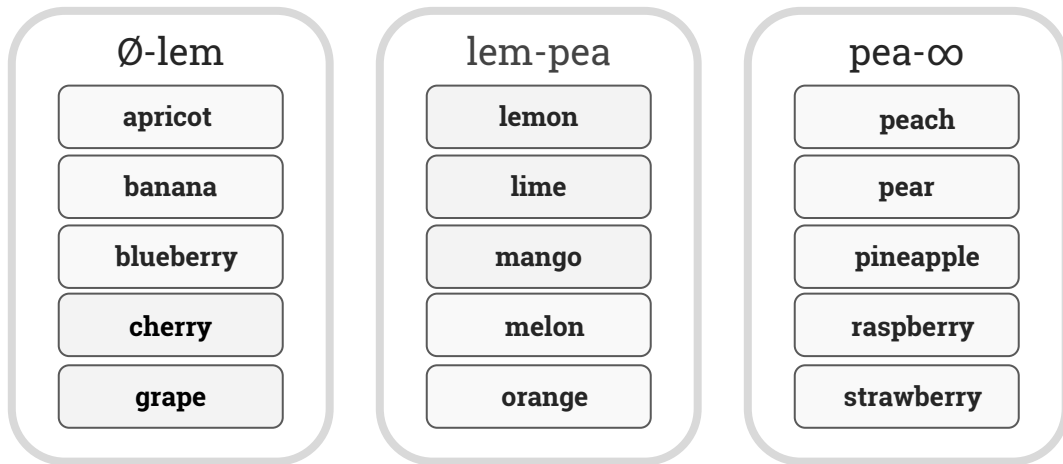 Ø-lem
apricot
banana
blueberry
cherry
grape
lem-pea
lemon
lime
mango
melon
orange
pea-∞
peach
pear
pineapple
raspberry
strawberry